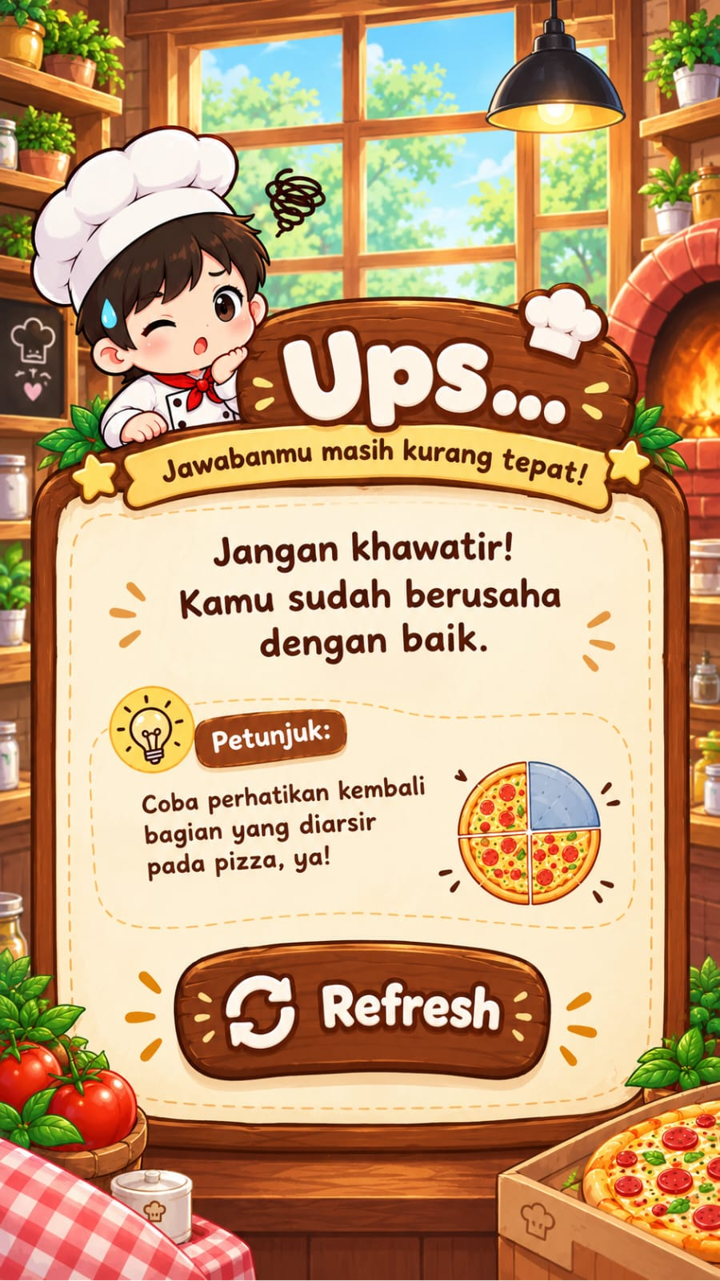 Ups...
Jawabanmu masih kurang tepat!
Jangan khawatir!
Kamu sudah berusaha
dengan baik.
Petunjuk:
Coba perhatikan kembali
bagian yang diarsir
pada pizza, ya!
Refresh